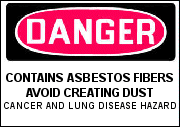 DANGER
CONTAINS ASBESTOS FIBERS
AVOID CREATING DUST
CANCER AND LUNG DISEASE HAZARD